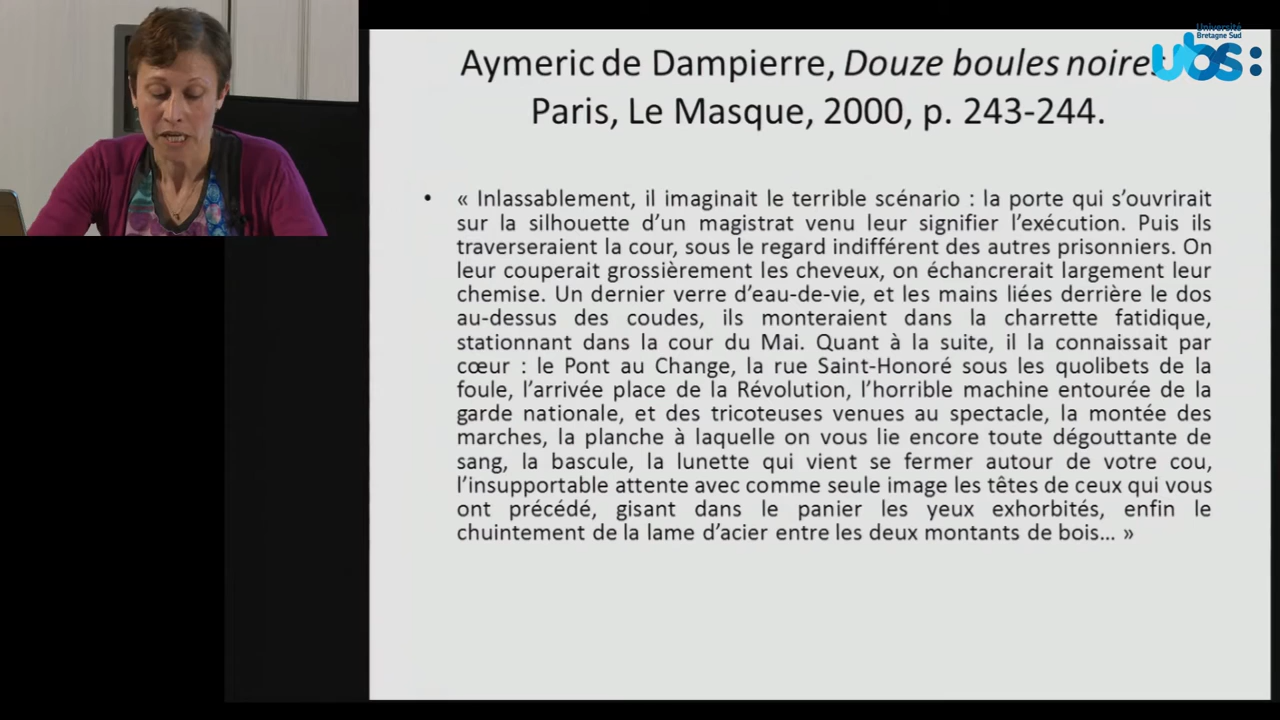 Université
Bretagne Sud
ubs:
Aymeric de Dampierre, Douze boules noires
Paris, Le Masque, 2000, p. 243-244.
• « Inlassablement, il imaginait le terrible scénario : la porte qui s’ouvrirait
sur la silhouette d’un magistrat venu leur signifier l’exécution. Puis ils
traverseraient la cour, sous le regard indifférent des autres prisonniers. On
leur couperait grossièrement les cheveux, on échancrerait largement leur
chemise. Un dernier verre d’eau-de-vie, et les mains liées derrière le dos
au-dessus des coudes, ils monteraient dans la charrette fatidique,
stationnant dans la cour du Mai. Quant à la suite, il la connaissait par
cœur : le Pont au Change, la rue Saint-Honoré sous les quolibets de la
foule, l’arrivée place de la Révolution, l’horrible machine entourée de la
garde nationale, et des tricoteuses venues au spectacle, la montée des
marches, la planche à laquelle on vous lie encore toute dégouttante de
sang, la bascule, la lunette qui vient se fermer autour de votre cou,
l’insupportable attente avec comme seule image les têtes de ceux qui vous
ont précédé, gisant dans le panier les yeux exhorbités, enfin le
chuintement de la lame d’acier entre les deux montants de bois… »